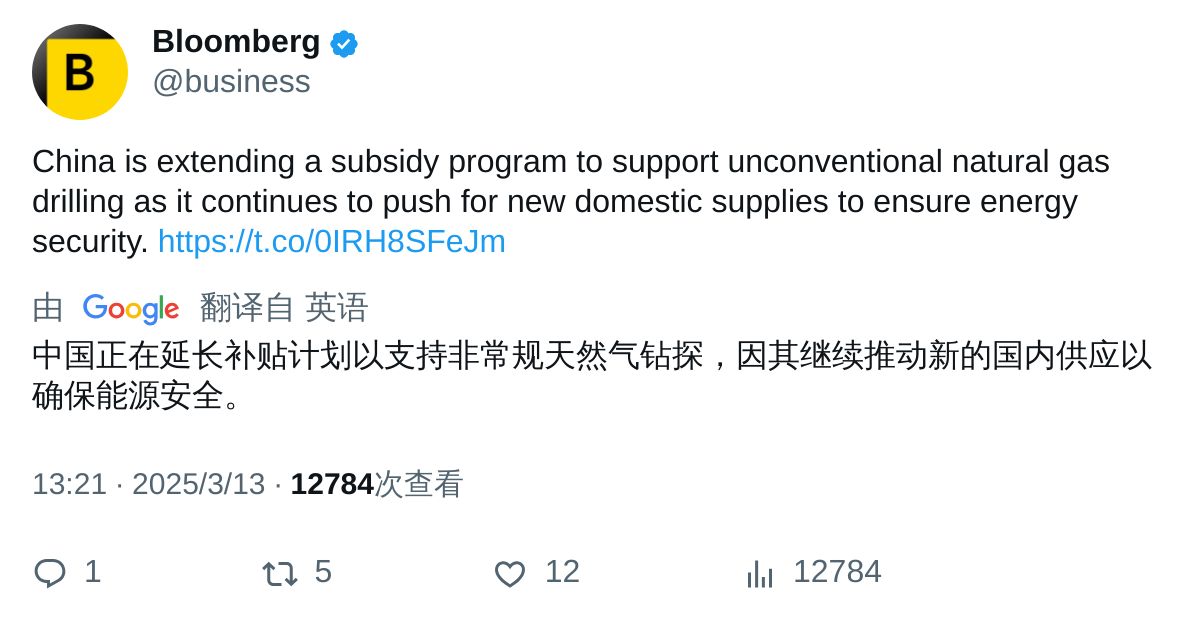 B
Bloomberg
@business
China is extending a subsidy program to support unconventional natural gas
drilling as it continues to push for new domestic supplies to ensure energy
security. https://t.co/0IRH8SFeJm
由 Google 翻译自 英语
中国正在延长补贴计划以支持非常规天然气钻探，因其继续推动新的国内供应以
确保能源安全。
13:21 · 2025/3/13 · 12784次查看
1 5 12 12784